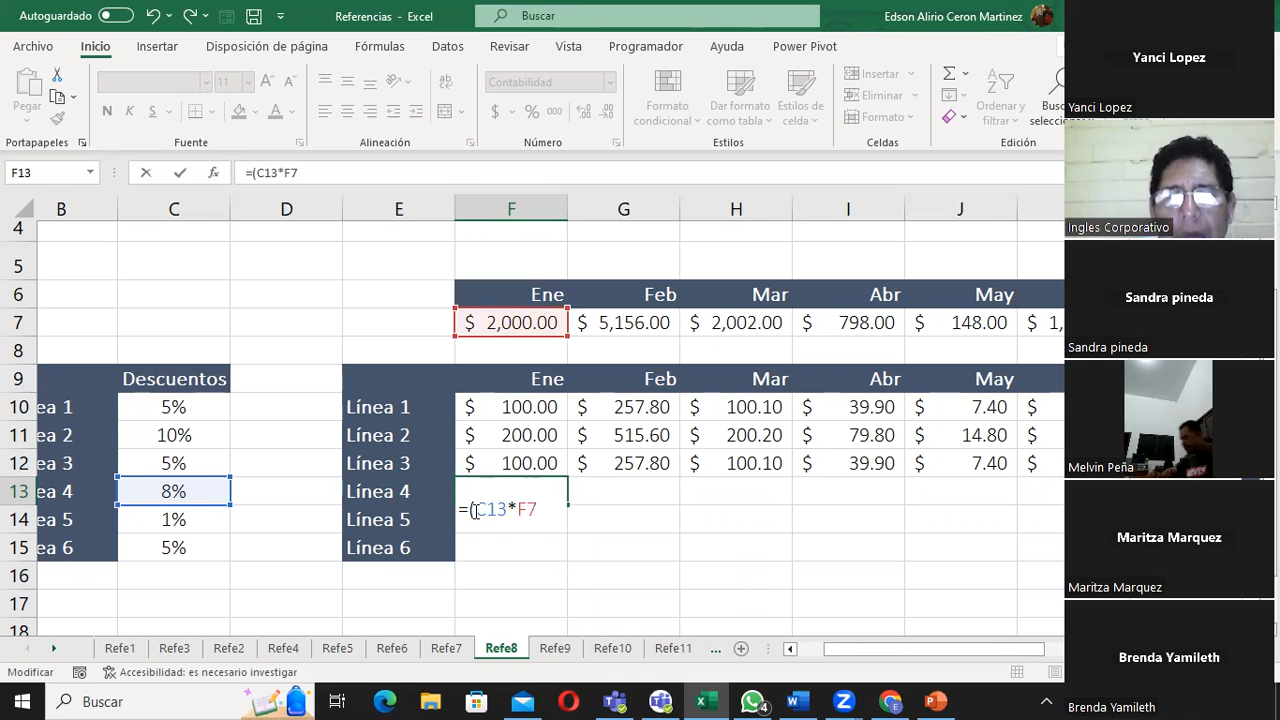 Autoguardado
Referencias - Excel
Buscar
Edson Alirio Ceron Martinez
Archivo Inicio Insertar Disposición de página Fórmulas Datos Revisar Vista Programador Ayuda Power Pivot
Pegar
11
N K S
Contabilidad
$ % 000
Formato condicional
Dar formato como tabla
Estilos de celda
Insertar
Eliminar
Formato
Ordenar y filtrar
Portapapeles Fuente Alineación Número Estilos Celdas Edición
F13 fx =(C13*F7
B C D E F G H I J
4
5
6 Ene Feb Mar Abr May
7 $ 2,000.00 $ 5,156.00 $ 2,002.00 $ 798.00 $ 148.00 $ 1,
8
9 Descuentos Ene Feb Mar Abr May
10 ea 1 5% Línea 1 $ 100.00 $ 257.80 $ 100.10 $ 39.90 $ 7.40 $
11 ea 2 10% Línea 2 $ 200.00 $ 515.60 $ 200.20 $ 79.80 $ 14.80 $
12 ea 3 5% Línea 3 $ 100.00 $ 257.80 $ 100.10 $ 39.90 $ 7.40 $
13 ea 4 8% Línea 4 =(C13*F7
14 ea 5 1% Línea 5
15 ea 6 5% Línea 6
16
17
18
Refe1 Refe3 Refe2 Refe4 Refe5 Refe6 Refe7 Refe8 Refe9 Refe10 Refe11 ...
Modificar
Accesibilidad: es necesario investigar
Buscar
4
Yanci Lopez
Yanci Lopez
Ingles Corporativo
Sandra pineda
Sandra pineda
Melvin Peña
Maritza Marquez
Maritza Marquez
Brenda Yamileth
Brenda Yamileth